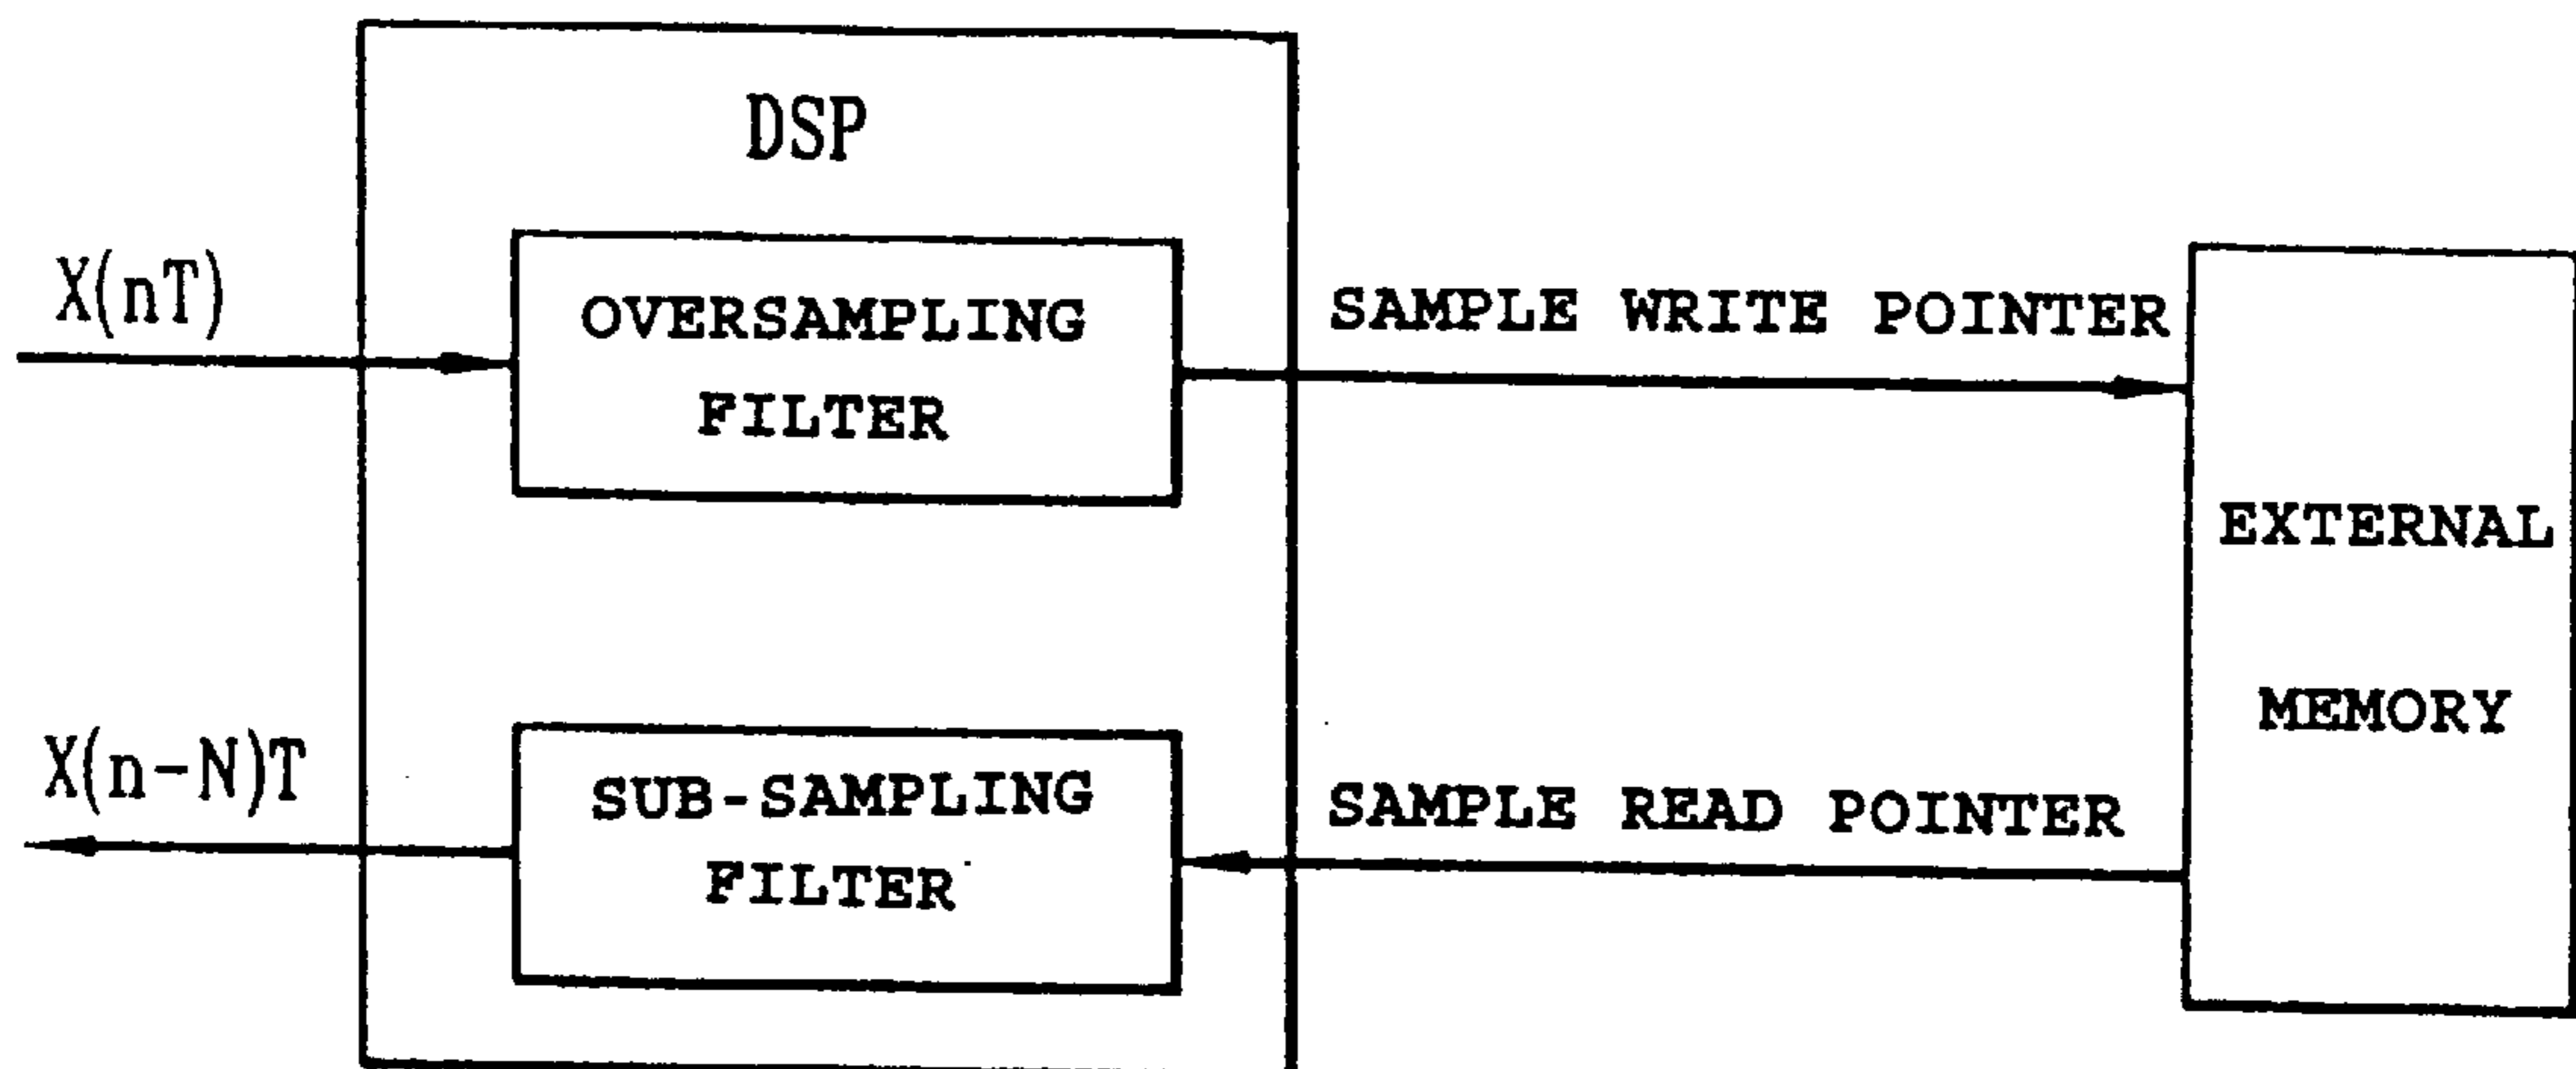 DSP
X(nT)
OVERSAMPLING
FILTER
SAMPLE WRITE POINTER
EXTERNAL
MEMORY
X(n-N)T
SUB-SAMPLING
FILTER
SAMPLE READ POINTER